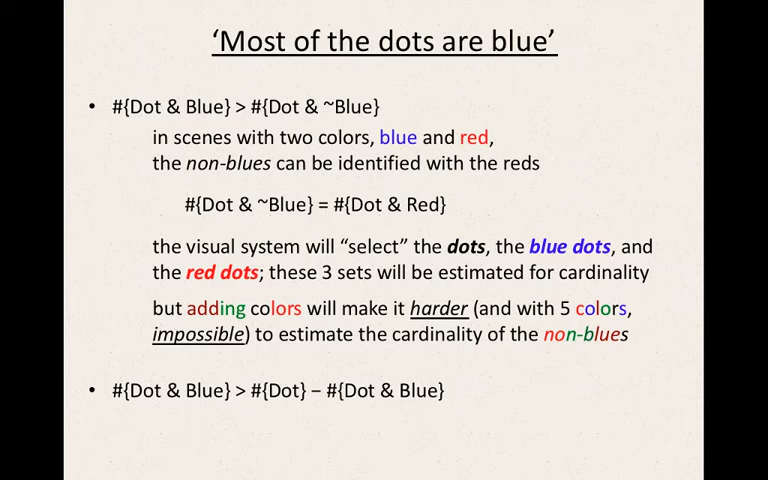 ‘Most of the dots are blue’
• #{Dot & Blue} > #{Dot & ~Blue}
in scenes with two colors, blue and red,
the non-blues can be identified with the reds
#{Dot & ~Blue} = #{Dot & Red}
the visual system will “select” the dots, the blue dots, and
the red dots; these 3 sets will be estimated for cardinality
but adding colors will make it harder (and with 5 colors,
impossible) to estimate the cardinality of the non-blues
• #{Dot & Blue} > #{Dot} − #{Dot & Blue}